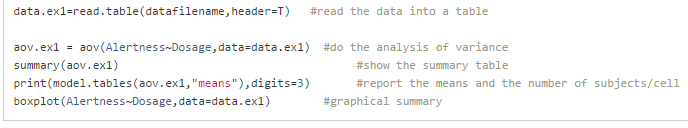 data.ex1=read.table(datafilename,header=T)   #read the data into a table
aov.ex1 = aov(Alertness~Dosage,data=data.ex1)  #do the analysis of variance
summary(aov.ex1)                                    #show the summary table
print(model.tables(aov.ex1,"means"),digits=3)       #report the means and the number of subjects/cell
boxplot(Alertness~Dosage,data=data.ex1)        #graphical summary